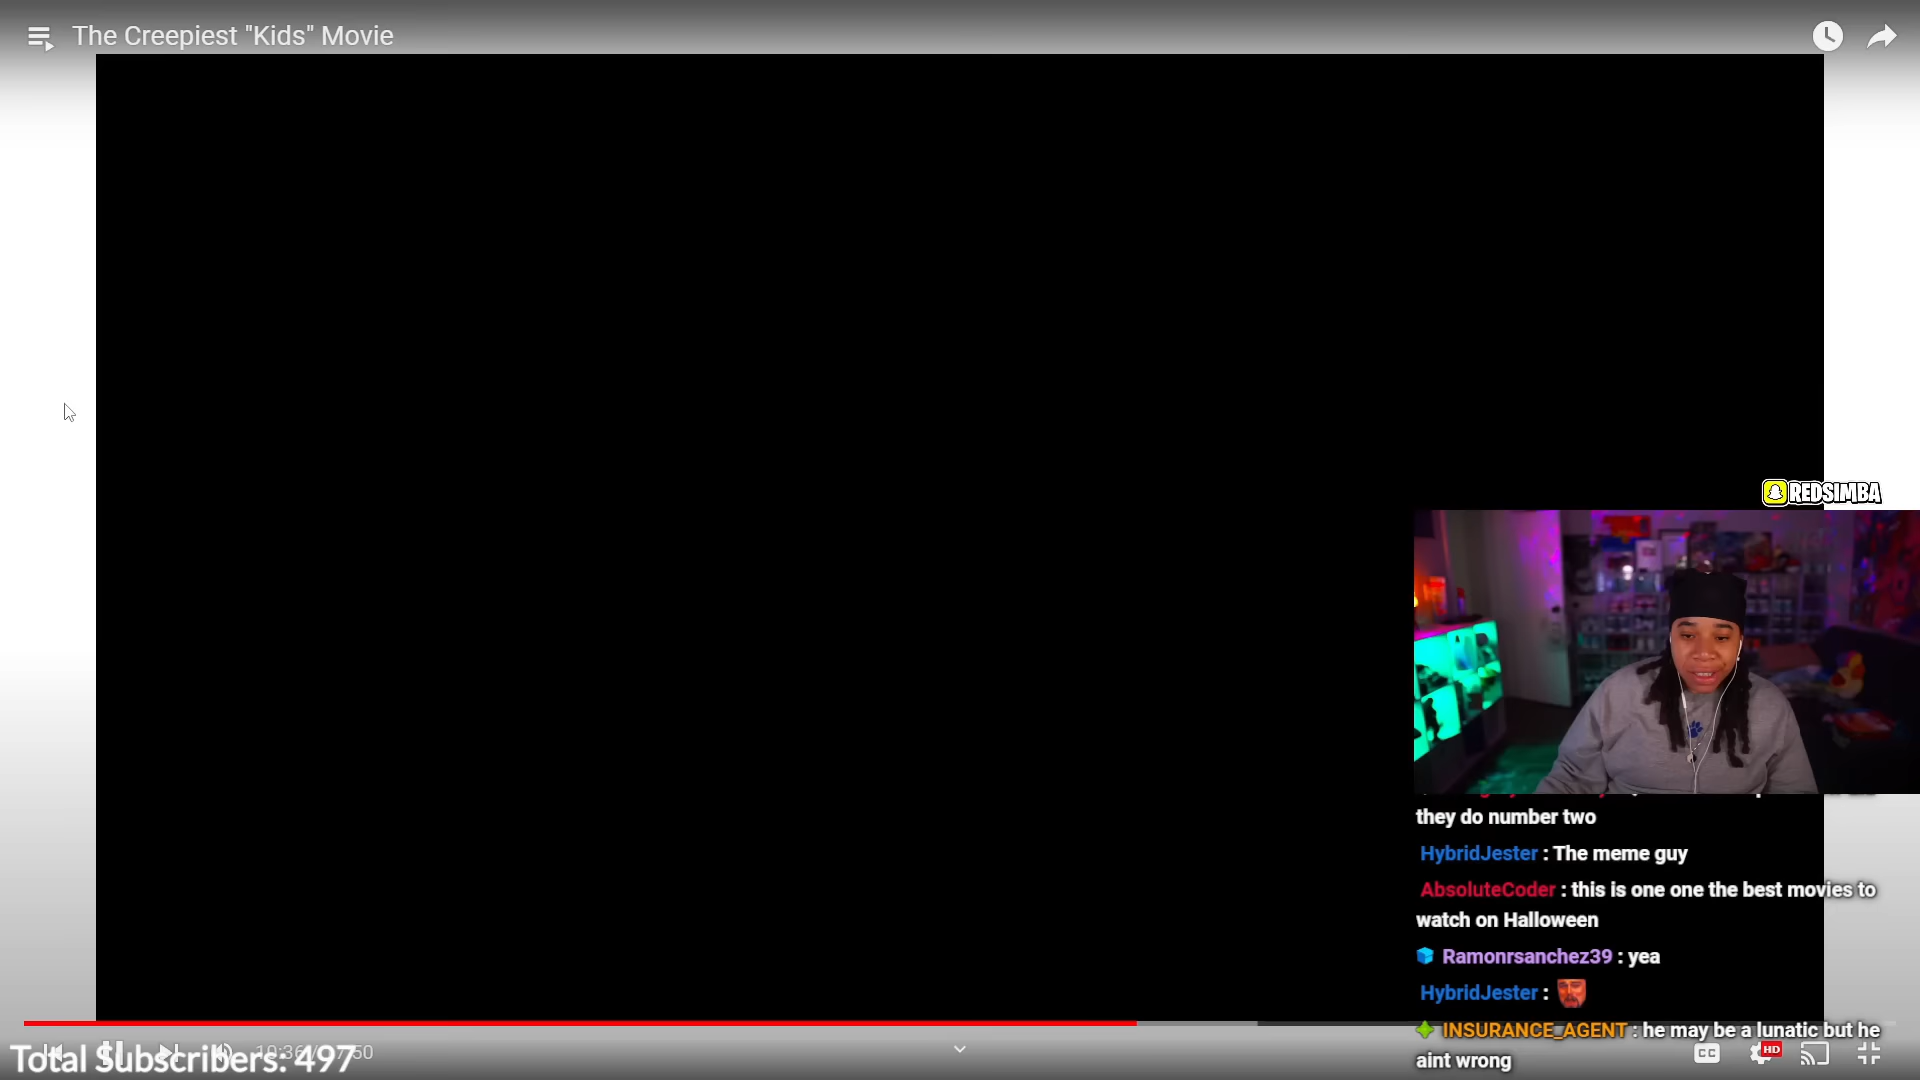 The Creepiest "Kids" Movie
REDSIMBA
they do number two
HybridJester : The meme guy
AbsoluteCoder : this is one one the best movies to
watch on Halloween
Ramonrsanchez39 : yea
HybridJester :
INSURANCE_AGENT : he may be a lunatic but he
aint wrong
Total Subscribers: 497
CC
HD